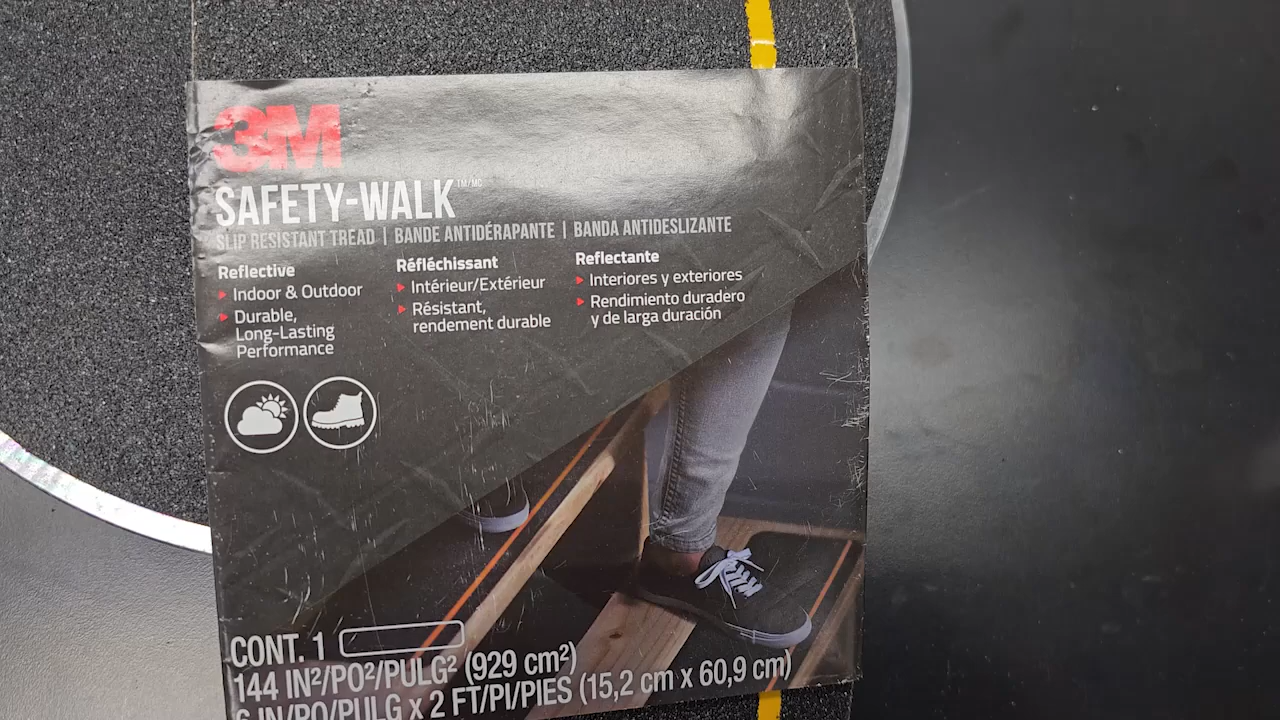 3M
SAFETY-WALK™/MC
SLIP RESISTANT TREAD | BANDE ANTIDÉRAPANTE | BANDA ANTIDESLIZANTE
Reflective
Indoor & Outdoor
Durable,
Long-Lasting
Performance
Réfléchissant
Intérieur/Extérieur
Résistant,
rendement durable
Reflectante
Interiores y exteriores
Rendimiento duradero
y de larga duración
CONT. 1
144 IN²/PO²/PULG² (929 cm²)
6 IN/PO/PULG x 2 FT/PI/PIES (15,2 cm x 60,9 cm)